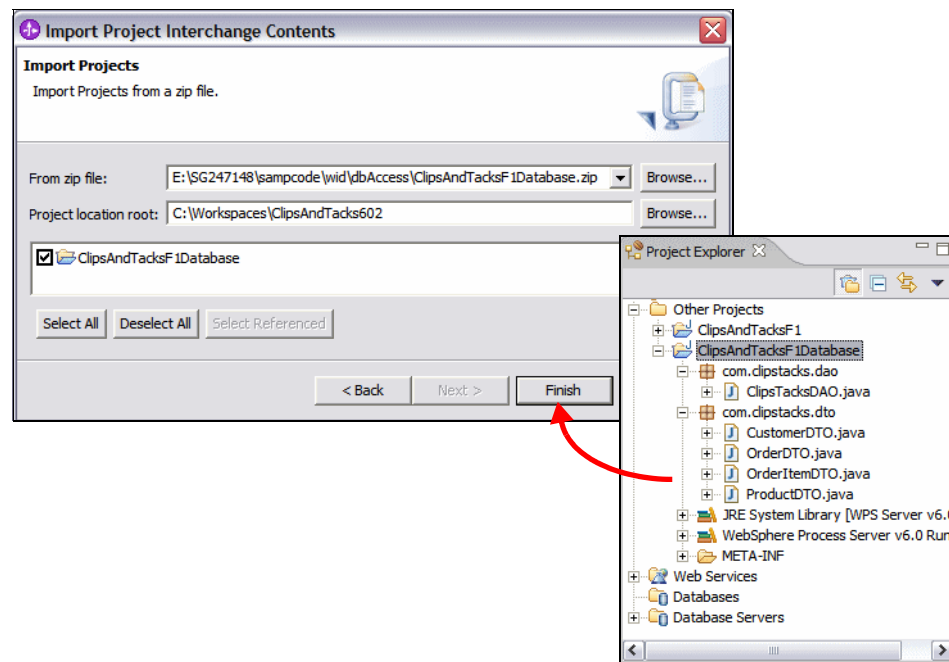 Import Project Interchange Contents
Import Projects
Import Projects from a zip file.
From zip file: E:\SG247148\sampcode\wid\dbAccess\ClipsAndTacksF1Database.zip Browse...
Project location root: C:\Workspaces\ClipsAndTacks602 Browse...
ClipsAndTacksF1Database
Select All Deselect All Select Referenced
< Back Next > Finish
Project Explorer
Other Projects
ClipsAndTacksF1
ClipsAndTacksF1Database
com.clipstacks.dao
ClipsTacksDAO.java
com.clipstacks.dto
CustomerDTO.java
OrderDTO.java
OrderItemDTO.java
ProductDTO.java
JRE System Library [WPS Server v6.0
WebSphere Process Server v6.0 Run
META-INF
Web Services
Databases
Database Servers